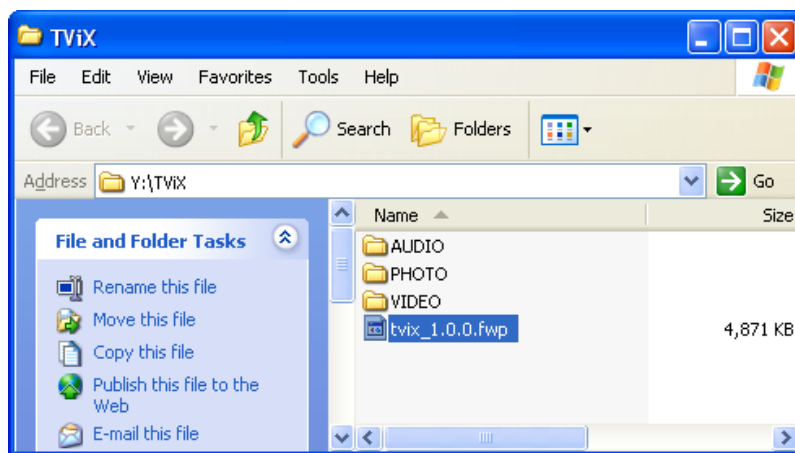 TViX
File Edit View Favorites Tools Help
Back Search Folders
Address Y:\TViX Go
Name Size
File and Folder Tasks
Rename this file
Move this file
Copy this file
Publish this file to the
Web
E-mail this file
AUDIO
PHOTO
VIDEO
tvix_1.0.0.fwp 4,871 KB